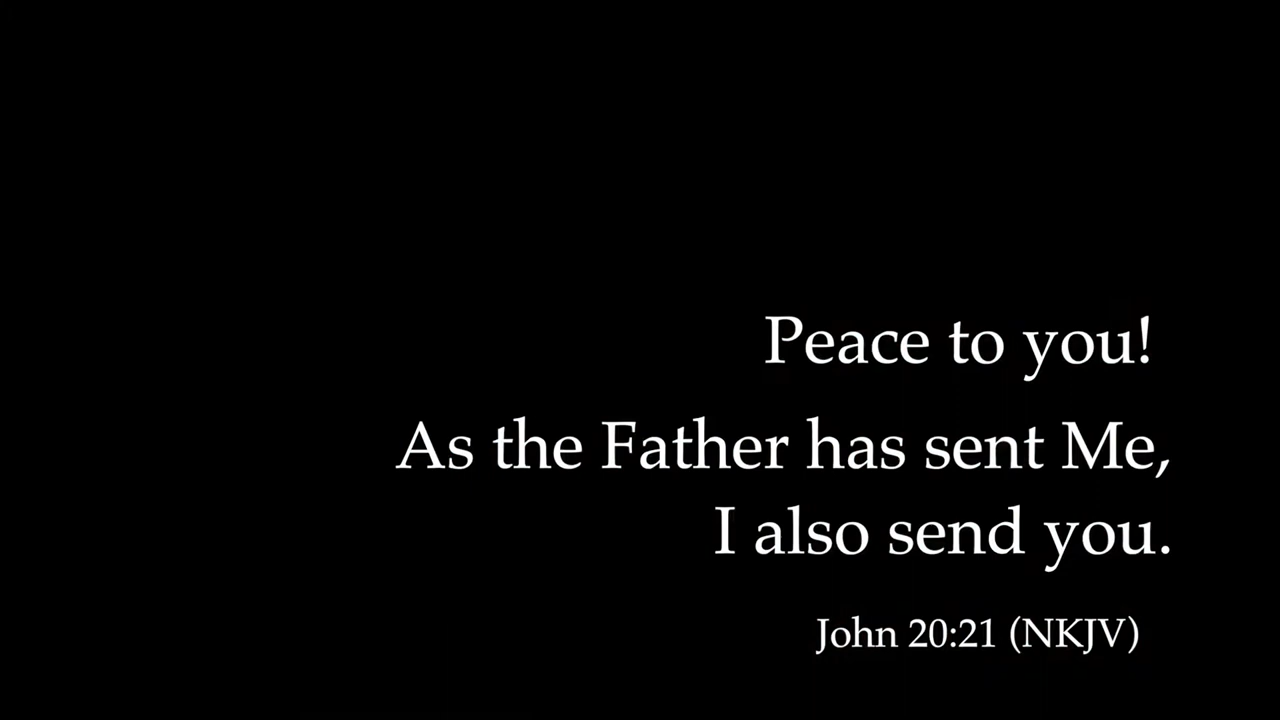 Peace to you!
As the Father has sent Me,
I also send you.
John 20:21 (NKJV)